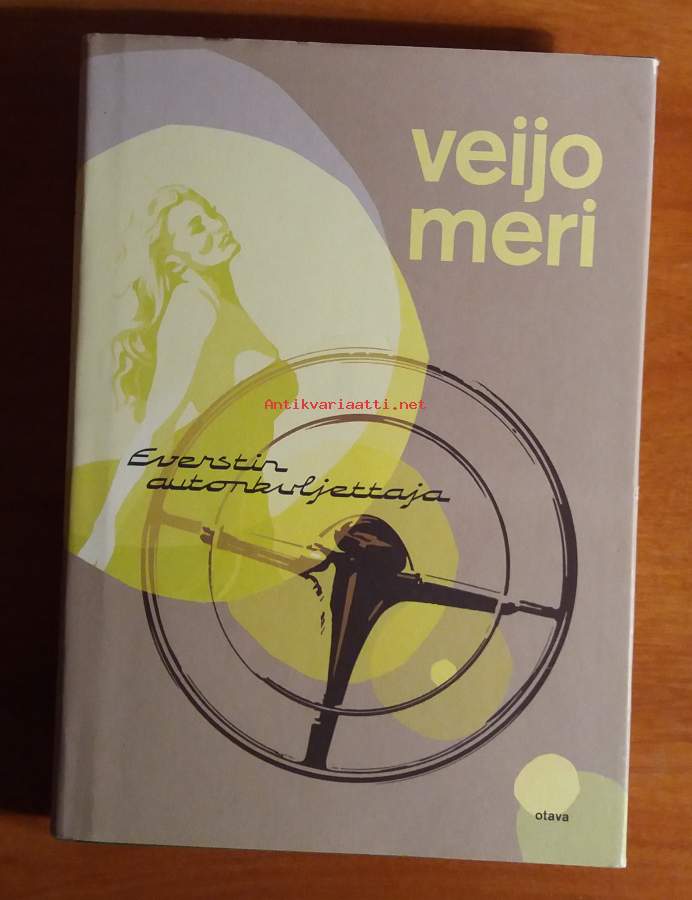 veijo
meri
Antikvariaatti.net
Everstin
autonkuljettaja
otava